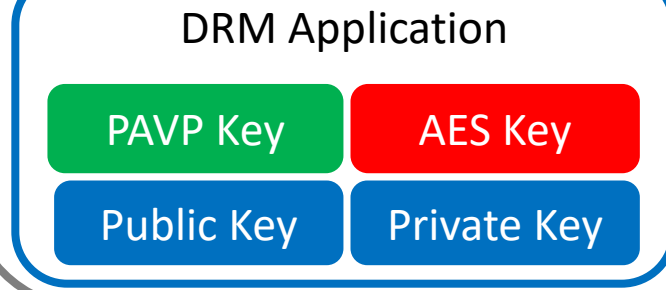 DRM Application
PAVP Key
AES Key
Public Key
Private Key